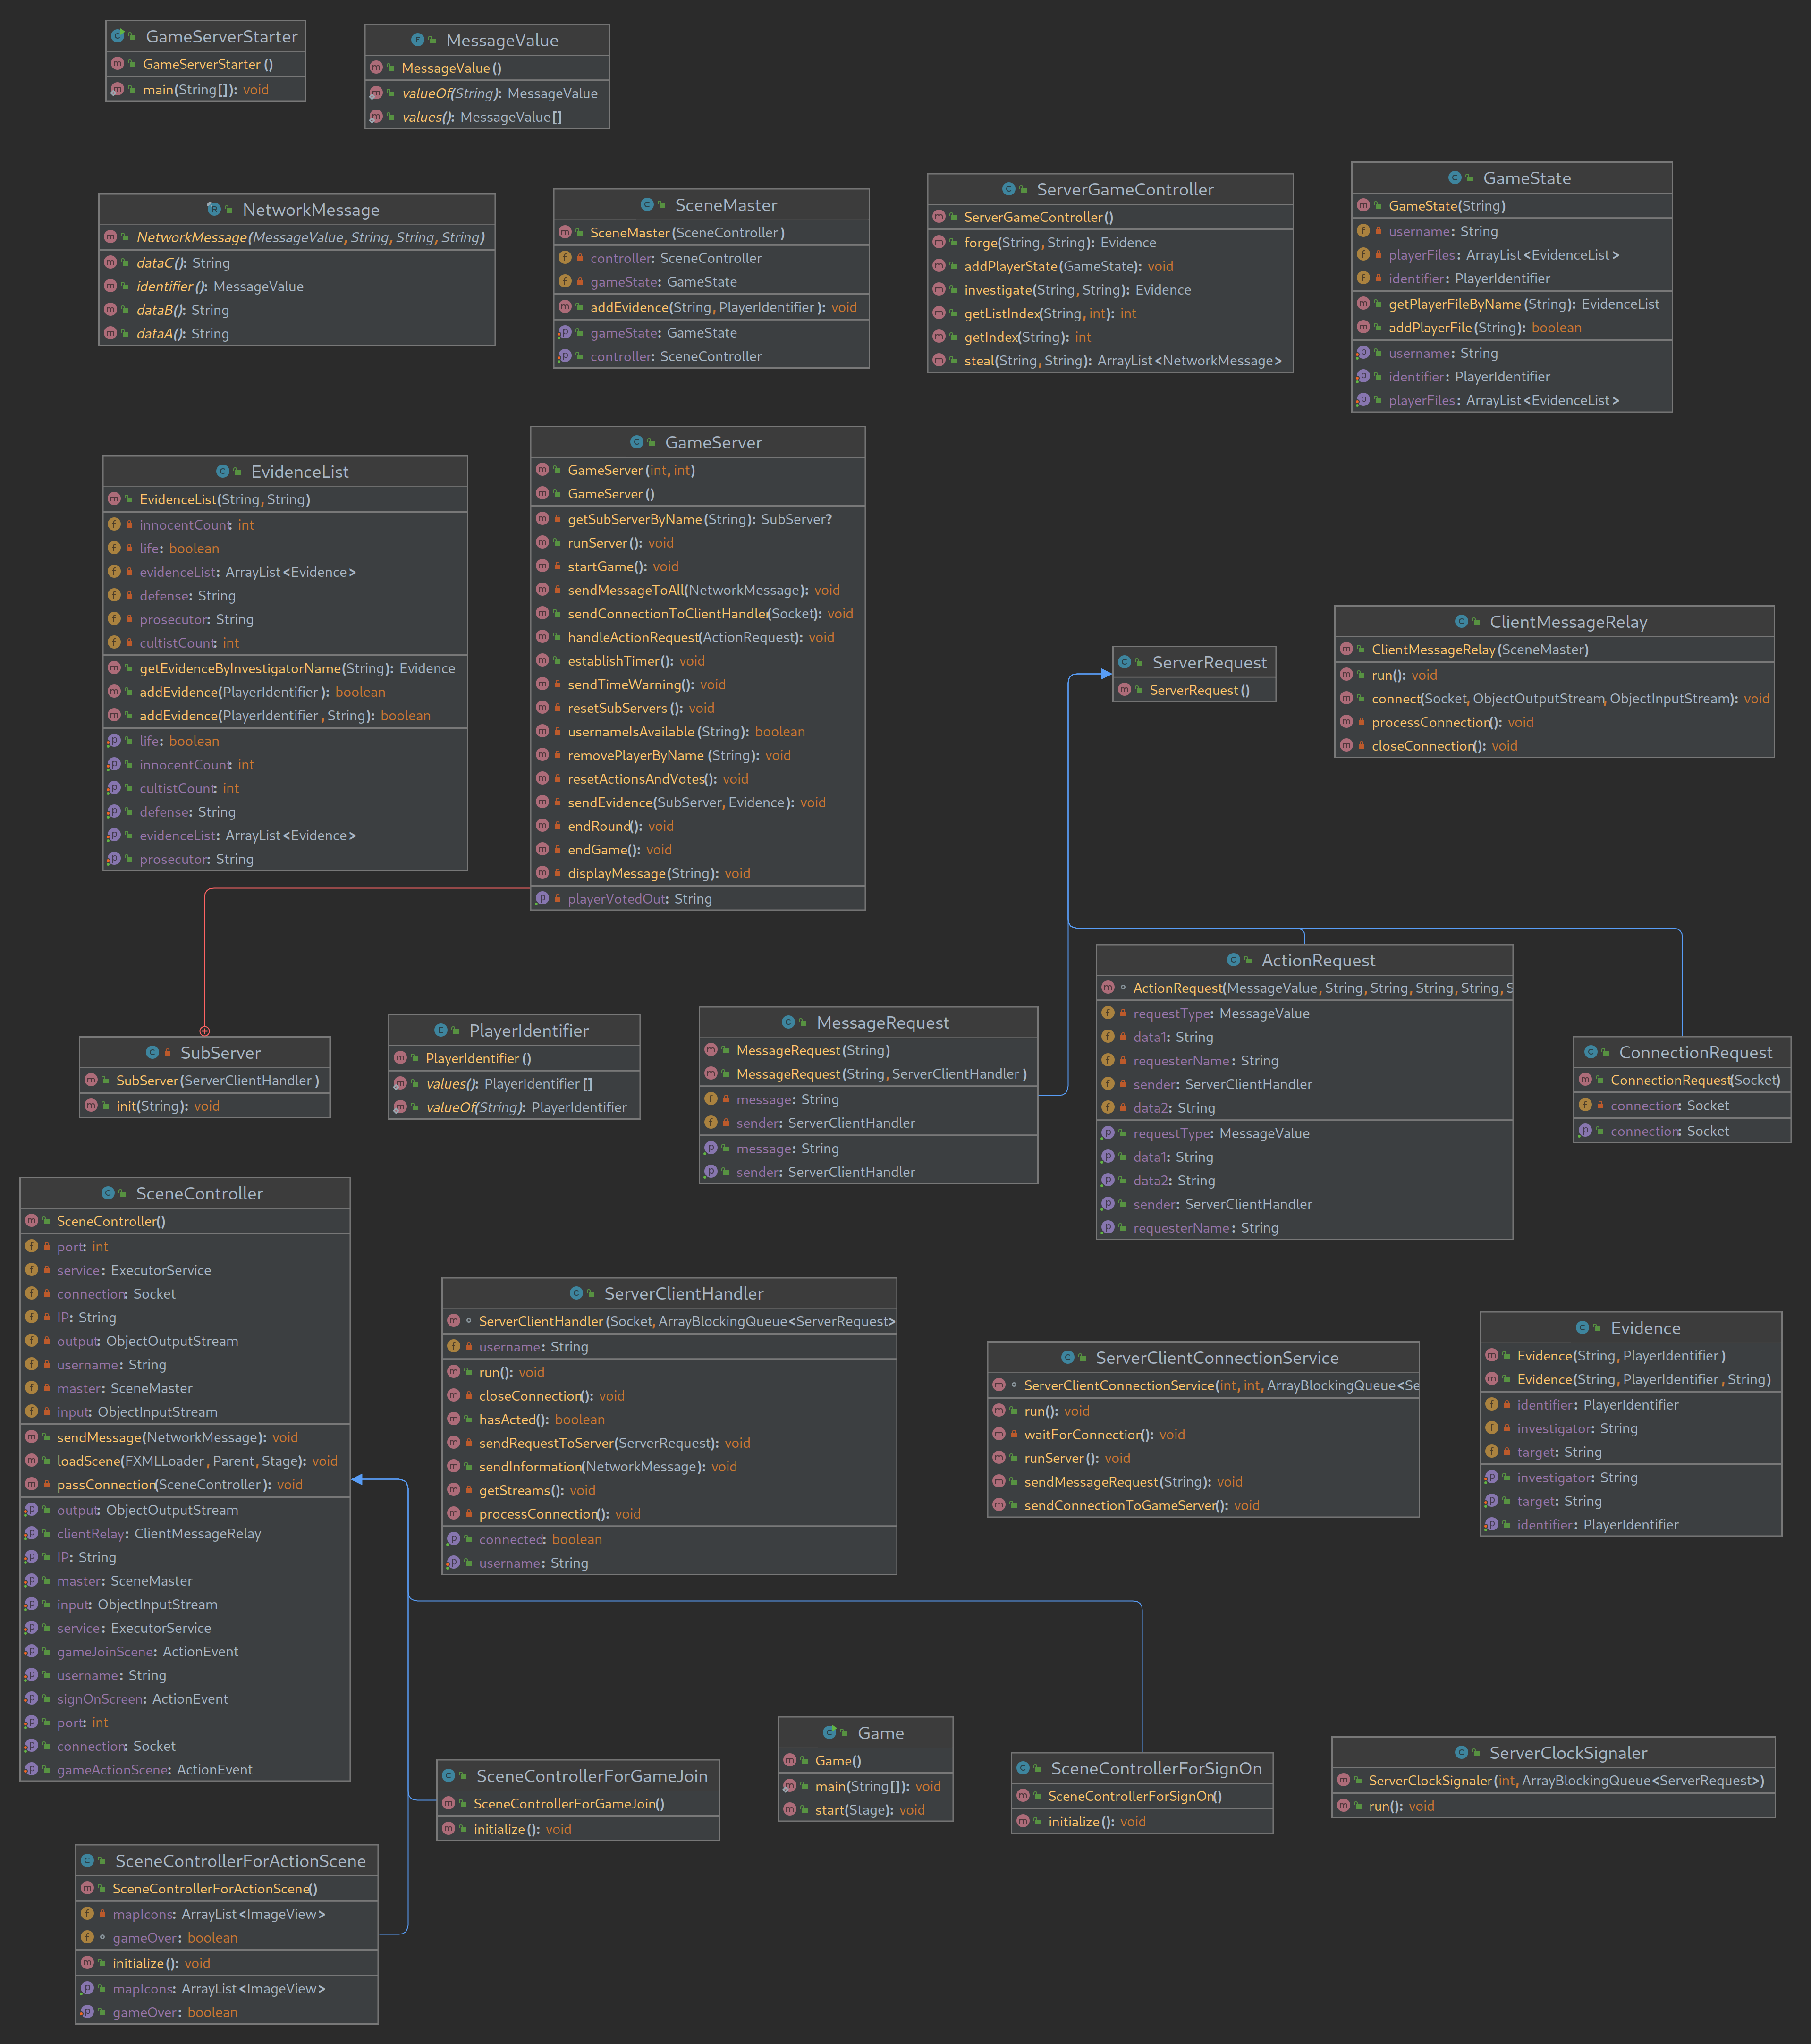 GameServerStarter
GameServerStarter()
main(String[]): void
MessageValue
MessageValue()
valueOf(String): MessageValue
values(): MessageValue[]
NetworkMessage
NetworkMessage(MessageValue, String, String, String)
dataC(): String
identifier(): MessageValue
dataB(): String
dataA(): String
SceneMaster
SceneMaster(SceneController)
controller: SceneController
gameState: GameState
addEvidence(String, PlayerIdentifier): void
gameState: GameState
controller: SceneController
ServerGameController
ServerGameController()
forge(String, String): Evidence
addPlayerState(GameState): void
investigate(String, String): Evidence
getListIndex(String, int): int
getIndex(String): int
steal(String, String): ArrayList<NetworkMessage>
GameState
GameState(String)
username: String
playerFiles: ArrayList<EvidenceList>
identifier: PlayerIdentifier
getPlayerFileByName(String): EvidenceList
addPlayerFile(String): boolean
username: String
identifier: PlayerIdentifier
playerFiles: ArrayList<EvidenceList>
EvidenceList
EvidenceList(String, String)
innocentCount: int
life: boolean
evidenceList: ArrayList<Evidence>
defense: String
prosecutor: String
cultistCount: int
getEvidenceByInvestigatorName(String): Evidence
addEvidence(PlayerIdentifier): boolean
addEvidence(PlayerIdentifier, String): boolean
life: boolean
innocentCount: int
cultistCount: int
defense: String
evidenceList: ArrayList<Evidence>
prosecutor: String
GameServer
GameServer(int, int)
GameServer()
getSubServerByName(String): SubServer?
runServer(): void
startGame(): void
sendMessageToAll(NetworkMessage): void
sendConnectionToClientHandler(Socket): void
handleActionRequest(ActionRequest): void
establishTimer(): void
sendTimeWarning(): void
resetSubServers(): void
usernameIsAvailable(String): boolean
removePlayerByName(String): void
resetActionsAndVotes(): void
sendEvidence(SubServer, Evidence): void
endRound(): void
endGame(): void
displayMessage(String): void
playerVotedOut: String
ServerRequest
ServerRequest()
ClientMessageRelay
ClientMessageRelay(SceneMaster)
run(): void
connect(Socket, ObjectOutputStream, ObjectInputStream): void
processConnection(): void
closeConnection(): void
SubServer
SubServer(ServerClientHandler)
init(String): void
PlayerIdentifier
PlayerIdentifier()
values(): PlayerIdentifier[]
valueOf(String): PlayerIdentifier
MessageRequest
MessageRequest(String)
MessageRequest(String, ServerClientHandler)
message: String
sender: ServerClientHandler
message: String
sender: ServerClientHandler
ActionRequest
ActionRequest(MessageValue, String, String, String, String, S
requestType: MessageValue
data1: String
requesterName: String
sender: ServerClientHandler
data2: String
requestType: MessageValue
data1: String
data2: String
sender: ServerClientHandler
requesterName: String
ConnectionRequest
ConnectionRequest(Socket)
connection: Socket
connection: Socket
SceneController
SceneController()
port: int
service: ExecutorService
connection: Socket
IP: String
output: ObjectOutputStream
username: String
master: SceneMaster
input: ObjectInputStream
sendMessage(NetworkMessage): void
loadScene(FXMLLoader, Parent, Stage): void
passConnection(SceneController): void
output: ObjectOutputStream
clientRelay: ClientMessageRelay
IP: String
master: SceneMaster
input: ObjectInputStream
service: ExecutorService
gameJoinScene: ActionEvent
username: String
signOnScreen: ActionEvent
port: int
connection: Socket
gameActionScene: ActionEvent
ServerClientHandler
ServerClientHandler(Socket, ArrayBlockingQueue<ServerRequest>
username: String
run(): void
closeConnection(): void
hasActed(): boolean
sendRequestToServer(ServerRequest): void
sendInformation(NetworkMessage): void
getStreams(): void
processConnection(): void
connected: boolean
username: String
ServerClientConnectionService
ServerClientConnectionService(int, int, ArrayBlockingQueue<Se
run(): void
waitForConnection(): void
runServer(): void
sendMessageRequest(String): void
sendConnectionToGameServer(): void
Evidence
Evidence(String, PlayerIdentifier)
Evidence(String, PlayerIdentifier, String)
identifier: PlayerIdentifier
investigator: String
target: String
investigator: String
target: String
identifier: PlayerIdentifier
SceneControllerForGameJoin
SceneControllerForGameJoin()
initialize(): void
Game
Game()
main(String[]): void
start(Stage): void
SceneControllerForSignOn
SceneControllerForSignOn()
initialize(): void
ServerClockSignaler
ServerClockSignaler(int, ArrayBlockingQueue<ServerRequest>)
run(): void
SceneControllerForActionScene
SceneControllerForActionScene()
mapIcons: ArrayList<ImageView>
gameOver: boolean
initialize(): void
mapIcons: ArrayList<ImageView>
gameOver: boolean